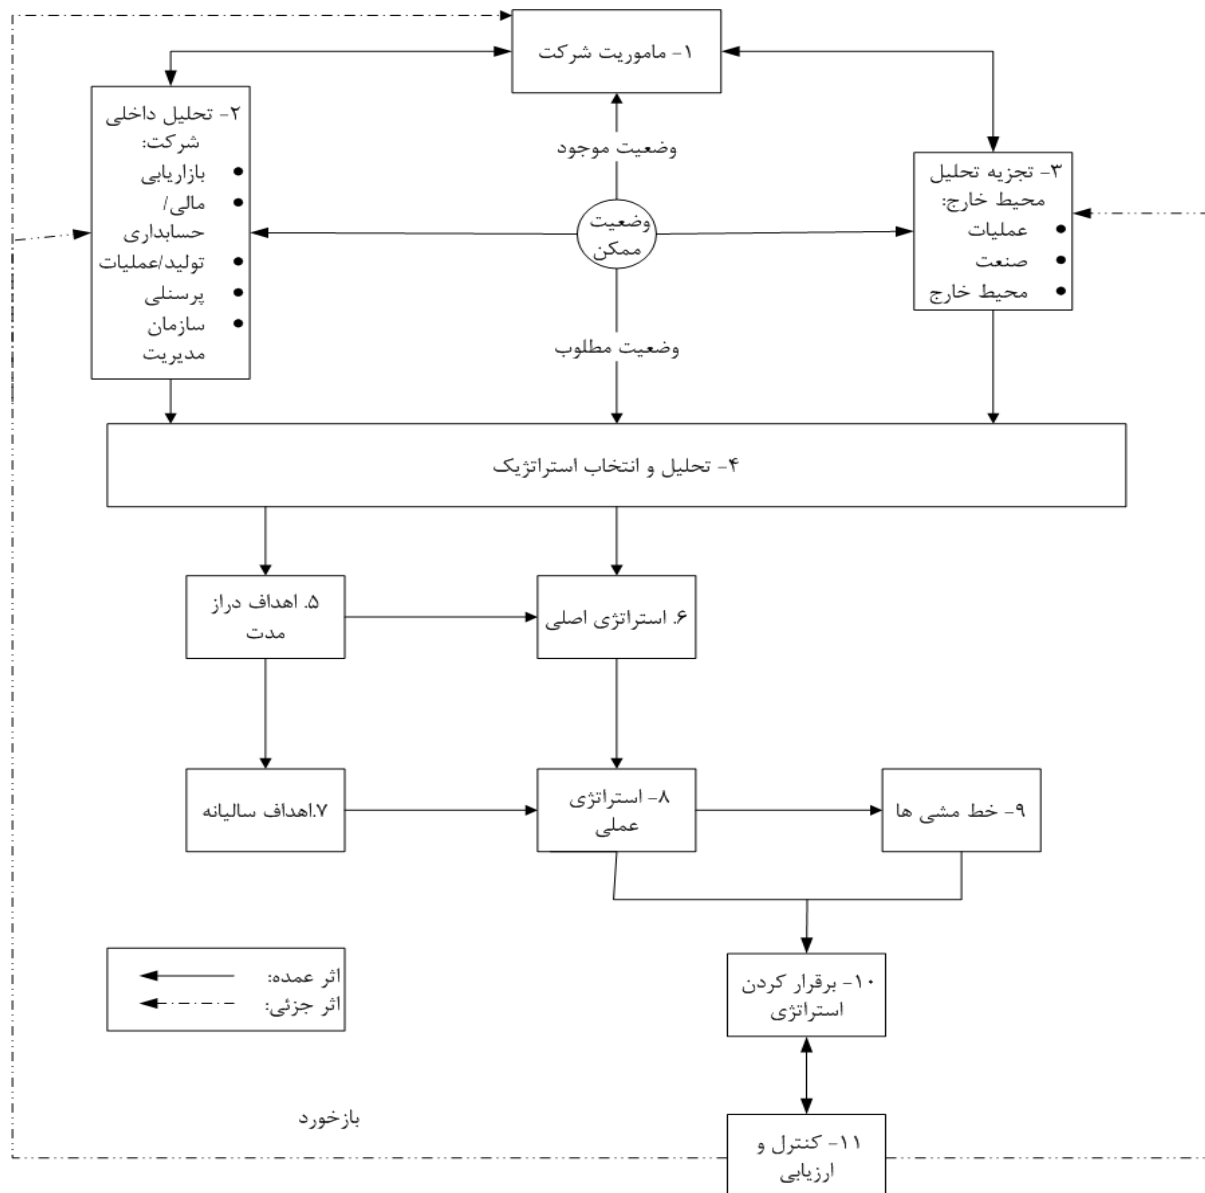 ۱- ماموریت شرکت
۲- تحلیل داخلی
شرکت:
بازاریابی
مالی/
حسابداری
تولید/عملیات
پرسنلی
سازمان
مدیریت
وضعیت موجود
وضعیت
ممکن
وضعیت مطلوب
۳- تجزیه تحلیل
محیط خارج:
عملیات
صنعت
محیط خارج
۴- تحلیل و انتخاب استراتژیک
۵. اهداف دراز
مدت
۶. استراتژی اصلی
۷.اهداف سالیانه
۸- استراتژی
عملی
۹- خط مشی ها
اثر عمده:
اثر جزئی:
۱۰- برقرار کردن
استراتژی
بازخورد
۱۱- کنترل و
ارزیابی